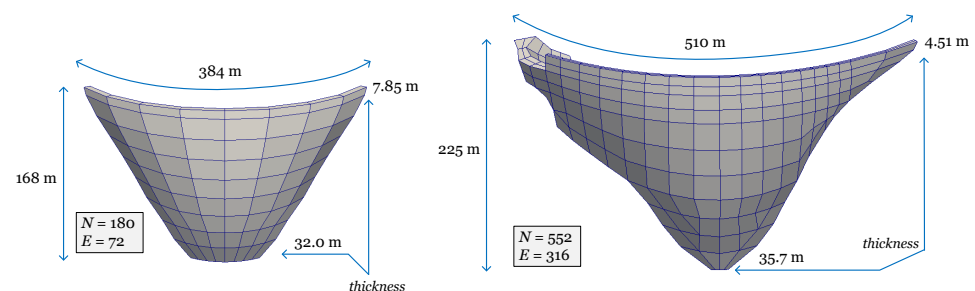 384 m
7.85 m
168 m
N = 180
E = 72
32.0 m
thickness
510 m
4.51 m
225 m
N = 552
E = 316
thickness
35.7 m